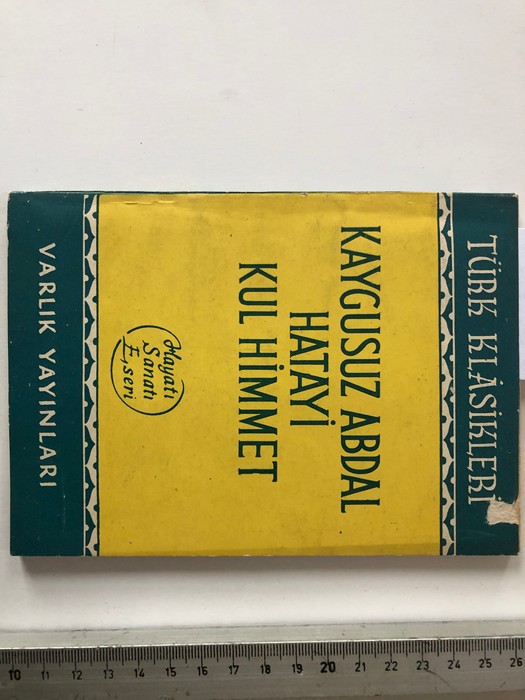 TÜRK KLÂSİKLERİ
KAYGUSUZ ABDAL
HATAYİ
KUL HİMMET
Hayatı
Sanatı
Eseri
VARLIK YAYINLARI
10 11 12 13 14 15 16 17 18 19 20 21 22 23 24 25 26